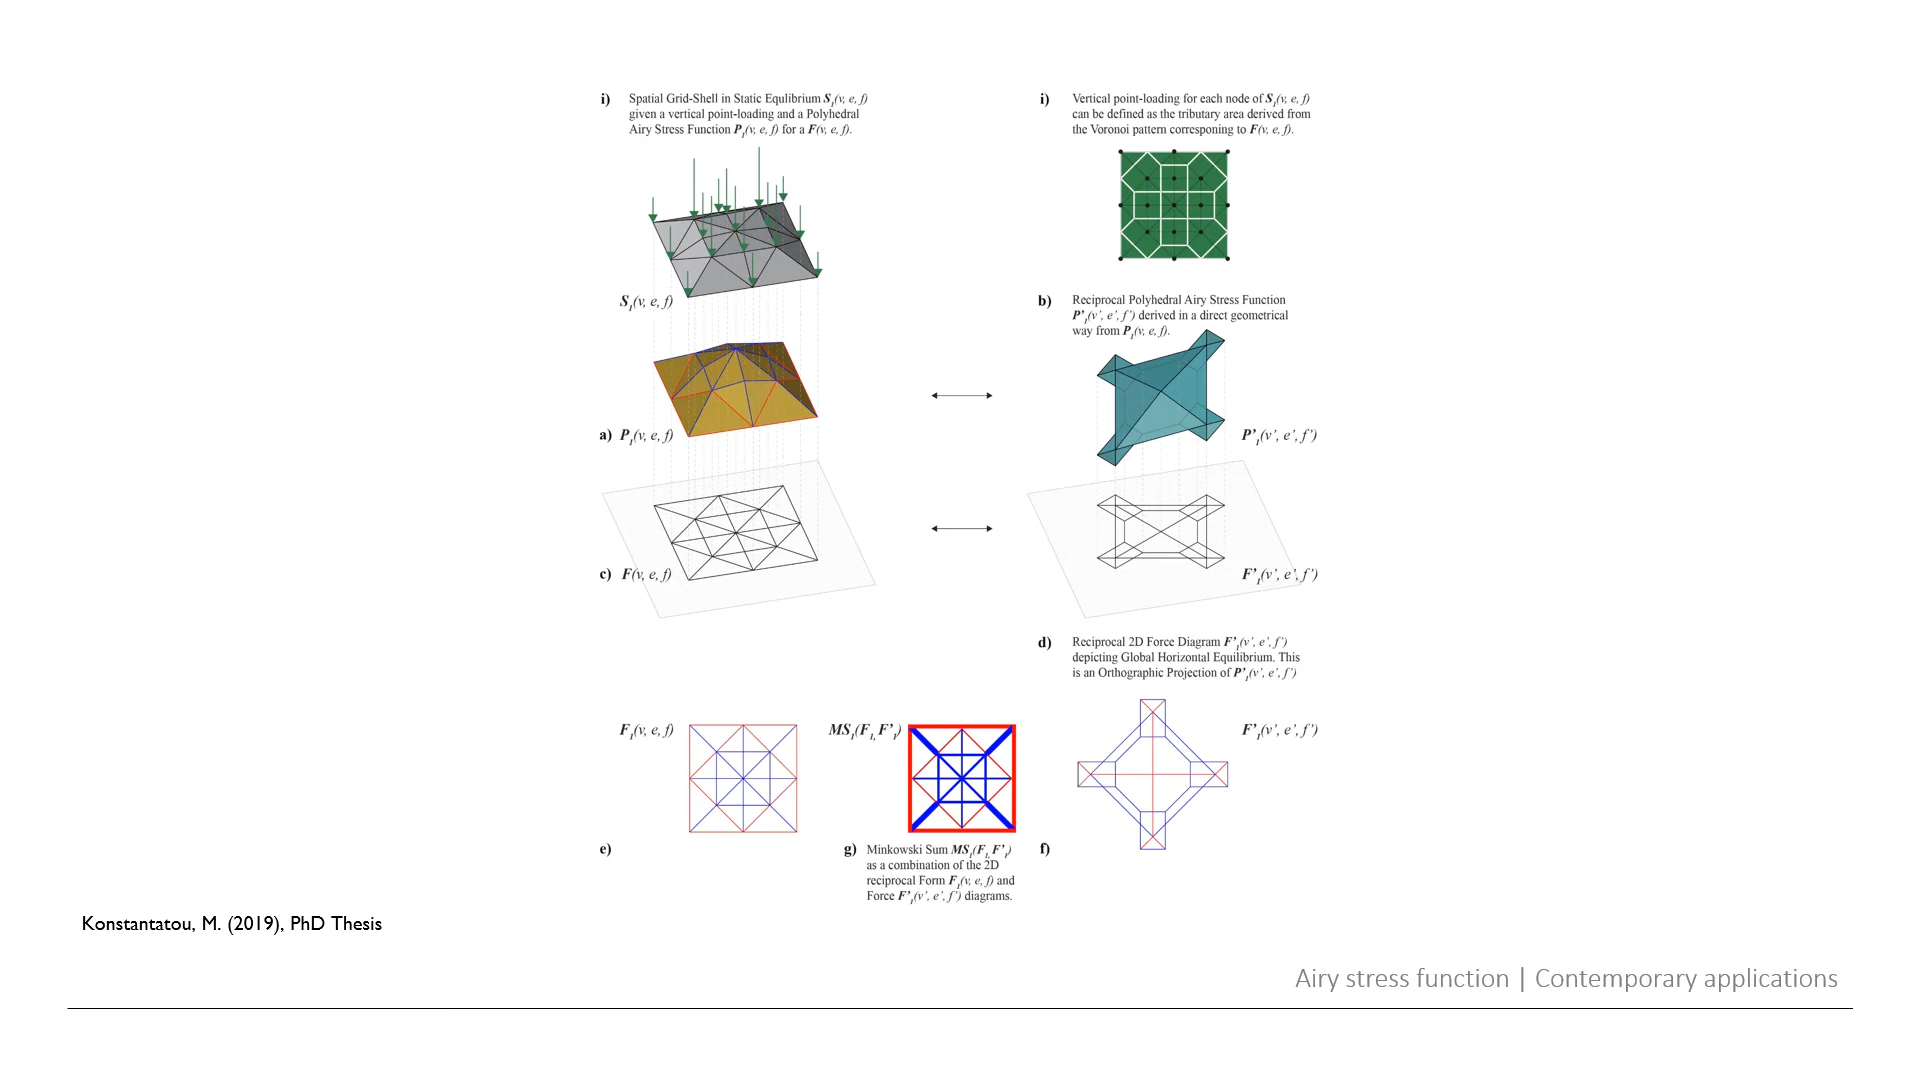 i) Spatial Grid-Shell in Static Equlibrium S1(v, e, f)
given a vertical point-loading and a Polyhedral
Airy Stress Function P1(v, e, f) for a F(v, e, f).
S1(v, e, f)
a) P1(v, e, f)
c) F(v, e, f)
i) Vertical point-loading for each node of S1(v, e, f)
can be defined as the tributary area derived from
the Voronoi pattern corresponing to F(v, e, f).
b) Reciprocal Polyhedral Airy Stress Function
P'1(v', e', f') derived in a direct geometrical
way from P1(v, e, f).
P'1(v', e', f')
F'1(v', e', f')
d) Reciprocal 2D Force Diagram F'1(v', e', f')
depicting Global Horizontal Equilibrium. This
is an Orthographic Projection of P'1(v', e', f')
F1(v, e, f)
MS1(F1, F'1)
F'1(v', e', f')
e)
g) Minkowski Sum MS1(F1, F'1)
as a combination of the 2D
reciprocal Form F1(v, e, f) and
Force F'1(v', e', f') diagrams.
f)
Konstantatou, M. (2019), PhD Thesis
Airy stress function | Contemporary applications